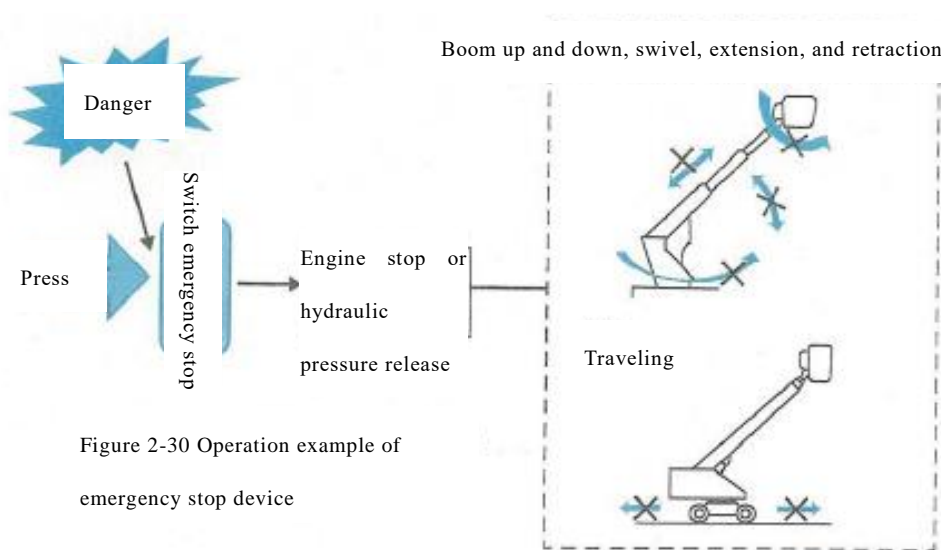 Boom up and down, swivel, extension, and retraction
Danger
Switch emergency stop
Press
Engine stop or
hydraulic
pressure release
Traveling
Figure 2-30 Operation example of
emergency stop device